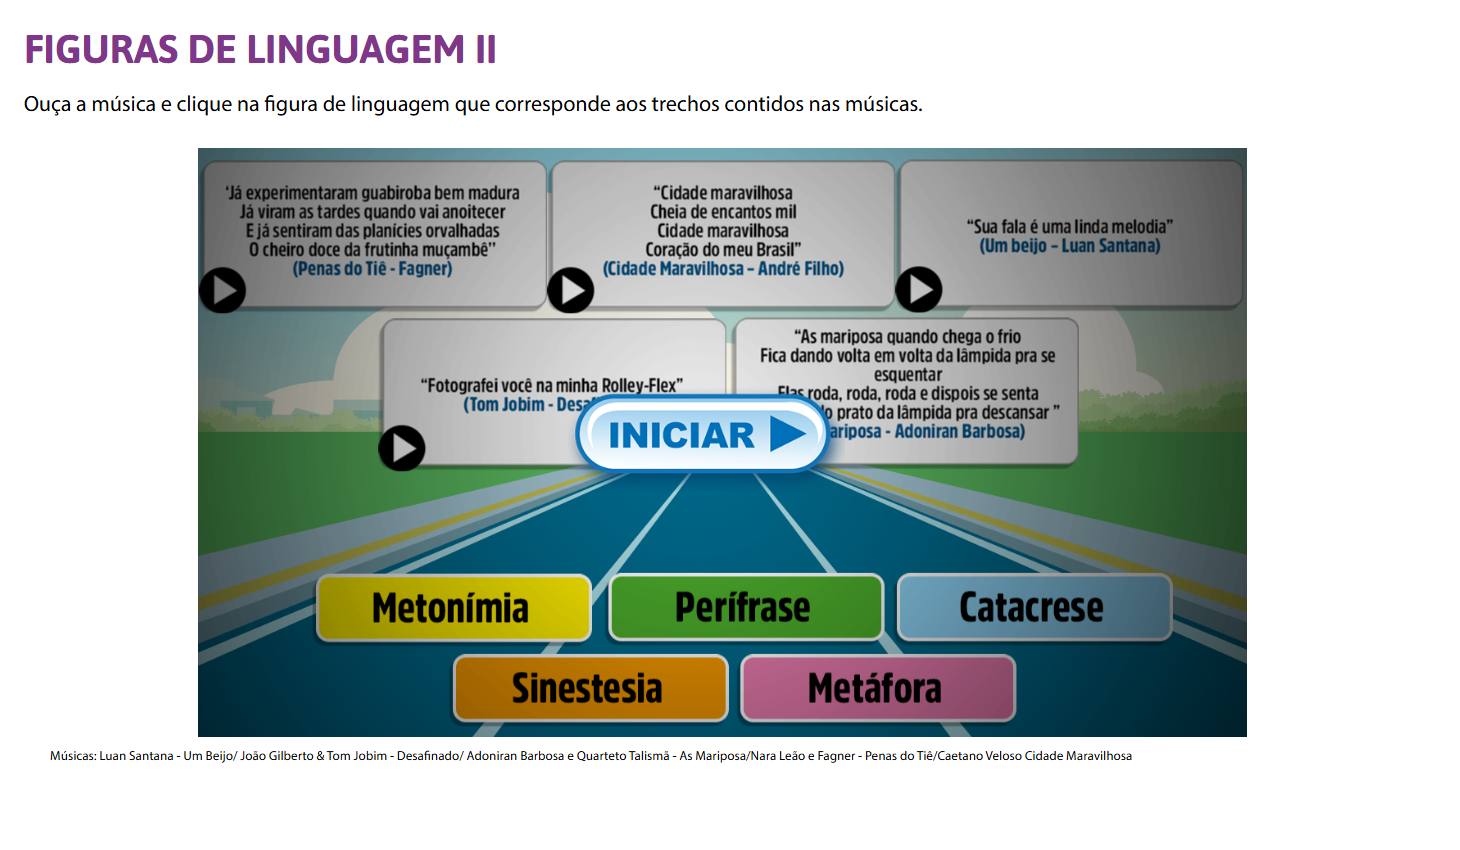 FIGURAS DE LINGUAGEM II
Ouça a música e clique na figura de linguagem que corresponde aos trechos contidos nas músicas.
‘Já experimentaram guabiroba bem madura
Já viram as tardes quando vai anoitecer
E já sentiram das planícies orvalhadas
O cheiro doce da frutinha muçambê”
(Penas do Tiê - Fagner)
“Cidade maravilhosa
Cheia de encantos mil
Cidade maravilhosa
Coração do meu Brasil”
(Cidade Maravilhosa – André Filho)
“Sua fala é uma linda melodia”
(Um beijo – Luan Santana)
“Fotografei você na minha Rolley-Flex”
(Tom Jobim -
“As mariposa quando chega o frio
Fica dando volta em volta da lâmpida pra se
esquentar
Elas roda, roda, roda e dispois se senta
prato da lâmpida pra descansar ”
- Adoniran Barbosa)
INICIAR
Metonímia
Perífrase
Catacrese
Sinestesia
Metáfora
Músicas: Luan Santana - Um Beijo/ João Gilberto & Tom Jobim - Desafinado/ Adoniran Barbosa e Quarteto Talismã - As Mariposa/Nara Leão e Fagner - Penas do Tiê/Caetano Veloso Cidade Maravilhosa